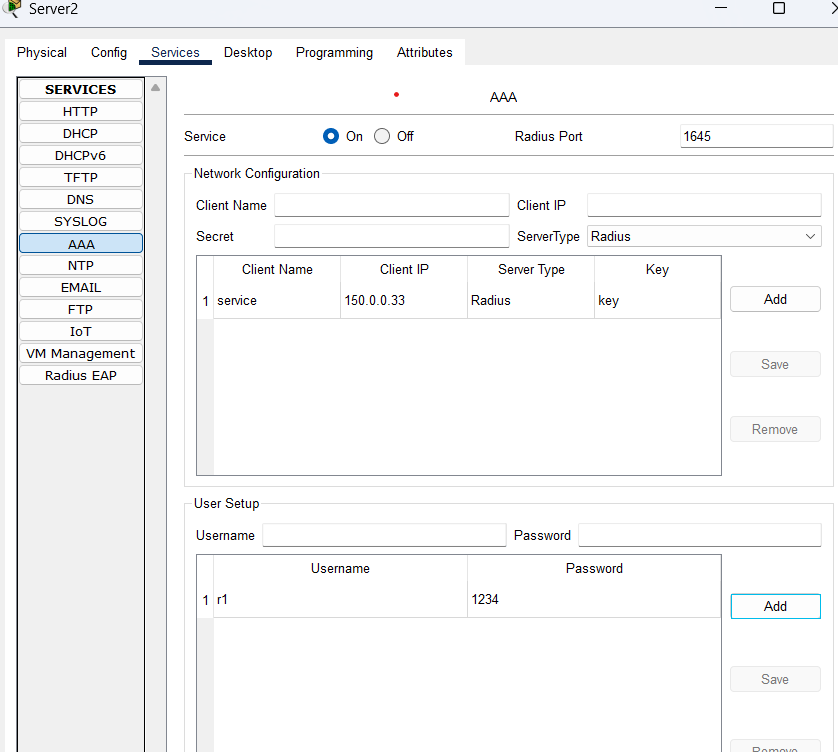 Server2
Physical Config Services Desktop Programming Attributes
SERVICES
HTTP
DHCP
DHCPv6
TFTP
DNS
SYSLOG
AAA
NTP
EMAIL
FTP
IoT
VM Management
Radius EAP
AAA
Service On Off Radius Port 1645
Network Configuration
Client Name Client IP
Secret ServerType Radius
Client Name Client IP Server Type Key
1 service 150.0.0.33 Radius key
Add
Save
Remove
User Setup
Username Password
Username Password
1 r1 1234
Add
Save
Remove